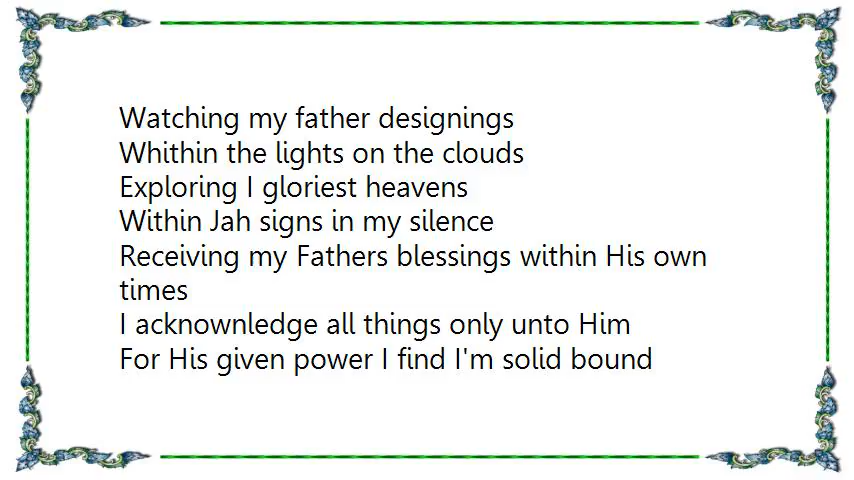 Watching my father designings
Whithin the lights on the clouds
Exploring I gloriest heavens
Within Jah signs in my silence
Receiving my Fathers blessings within His own
times
I acknownledge all things only unto Him
For His given power I find I'm solid bound